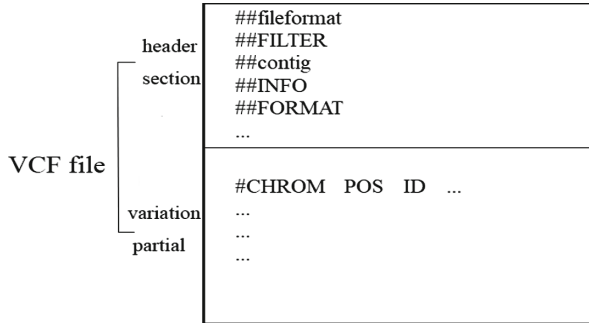 ##fileformat
header
##FILTER
##contig
section
##INFO
##FORMAT
...
VCF file
#CHROM POS ID ...
variation
...
...
partial
...